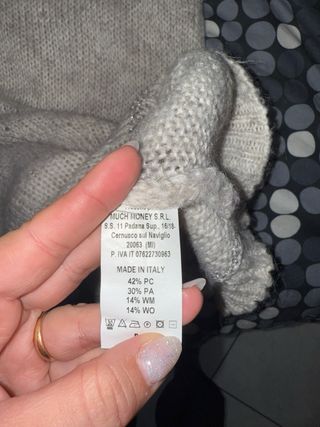 MUCH MONEY S.R.L.
S.S. 11 Padana Sup. 16/18
Cernusco sul Naviglio
20063 (MI)
P. IVA IT 07622730963
MADE IN ITALY
42% PC
30% PA
14% WM
14% WO